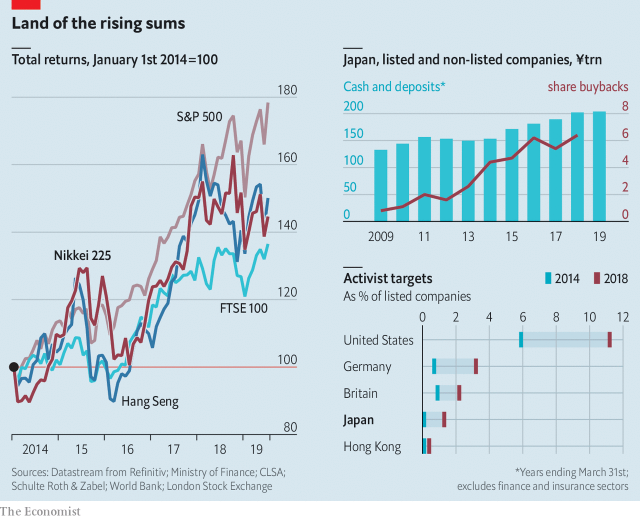 Land of the rising sums
Total returns, January 1st 2014=100
180
160
140
120
100
80
S&P 500
Nikkei 225
FTSE 100
Hang Seng
2014 15 16 17 18 19
Japan, listed and non-listed companies, ¥trn
Cash and deposits* share buybacks
200 8
150 6
100 4
50 2
0 0
2009 11 13 15 17 19
Activist targets
As % of listed companies
2014 2018
0 2 4 6 8 10 12
United States
Germany
Britain
Japan
Hong Kong
Sources: Datastream from Refinitiv; Ministry of Finance; CLSA;
Schulte Roth & Zabel; World Bank; London Stock Exchange
*Years ending March 31st;
excludes finance and insurance sectors
The Economist